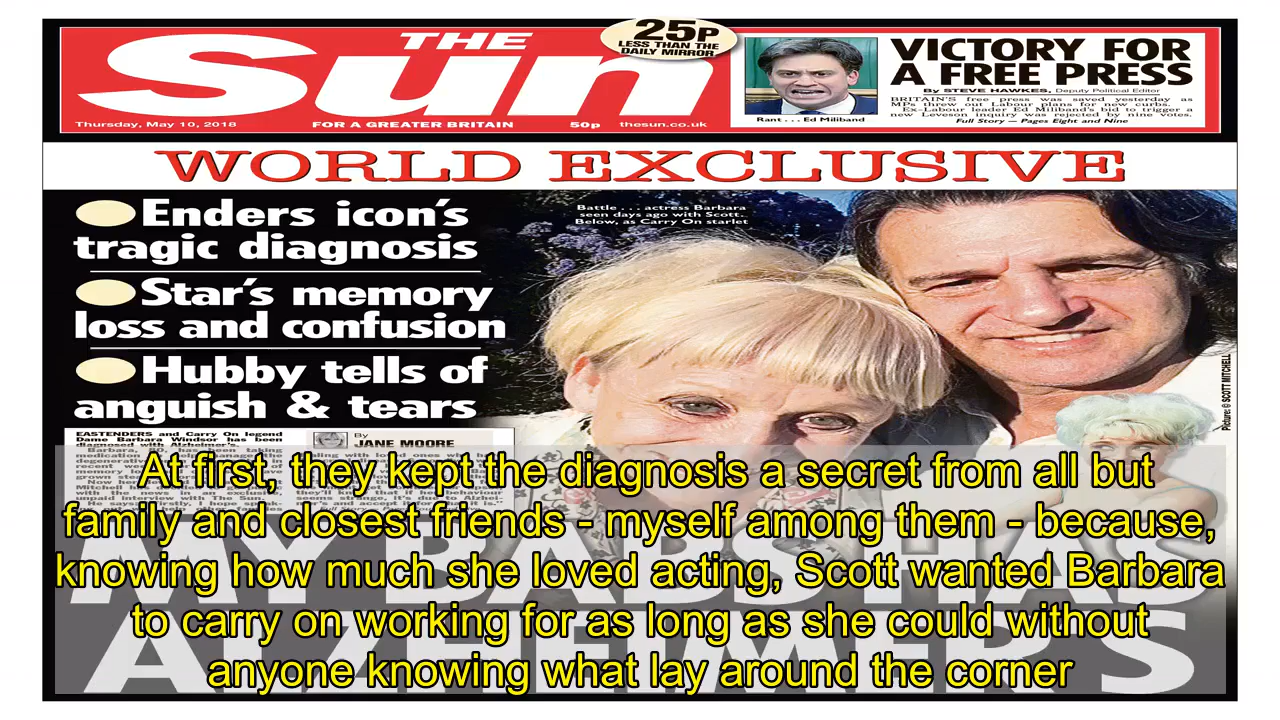 25P
LESS THAN THE
DAILY MIRROR
THE
Sun
Thursday, May 10, 2018
FOR A GREATER BRITAIN
50p
thesun.co.uk
Rant . . . Ed Miliband
VICTORY FOR
A FREE PRESS
By STEVE HAWKES, Deputy Political Editor
BRITAIN'S free press was saved yesterday as
MPs threw out Labour plans for new curbs.
Ex-Labour leader Ed Miliband's bid to trigger a
new Leveson inquiry was rejected by nine votes.
Full Story — Pages Eight and Nine
WORLD EXCLUSIVE
Enders icon's
tragic diagnosis
Star's memory
loss and confusion
Hubby tells of
anguish & tears
Battle . . . actress Barbara
seen days ago with Scott.
Below, as Carry On starlet
Picture: © SCOTT MITCHELL
EASTENDERS and Carry On legend
Dame Barbara Windsor has been
diagnosed with Alzheimer's.
By
JANE MOORE
MY BABS HAS
ALZHEIMER'S
At first, they kept the diagnosis a secret from all but
family and closest friends - myself among them - because,
knowing how much she loved acting, Scott wanted Barbara
to carry on working for as long as she could without
anyone knowing what lay around the corner